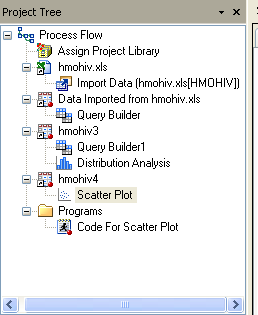 Project Tree
Process Flow
Assign Project Library
hmohiv.xls
Import Data (hmohiv.xls[HMOHIV])
Data Imported from hmohiv.xls
Query Builder
hmohiv3
Query Builder1
Distribution Analysis
hmohiv4
Scatter Plot
Programs
Code For Scatter Plot